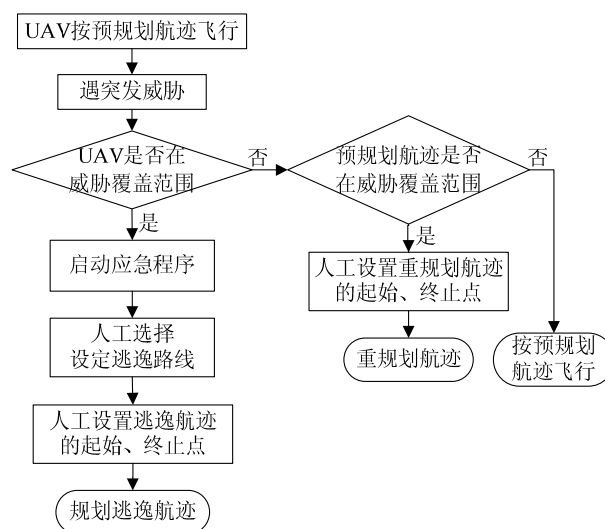 UAV按预规划航迹飞行
遇突发威胁
UAV是否在
威胁覆盖范围
否
预规划航迹是否
在威胁覆盖范围
否
是
启动应急程序
是
人工设置重规划航迹
的起始、终止点
人工选择
设定逃逸路线
重规划航迹
按预规划
航迹飞行
人工设置逃逸航迹
的起始、终止点
规划逃逸航迹